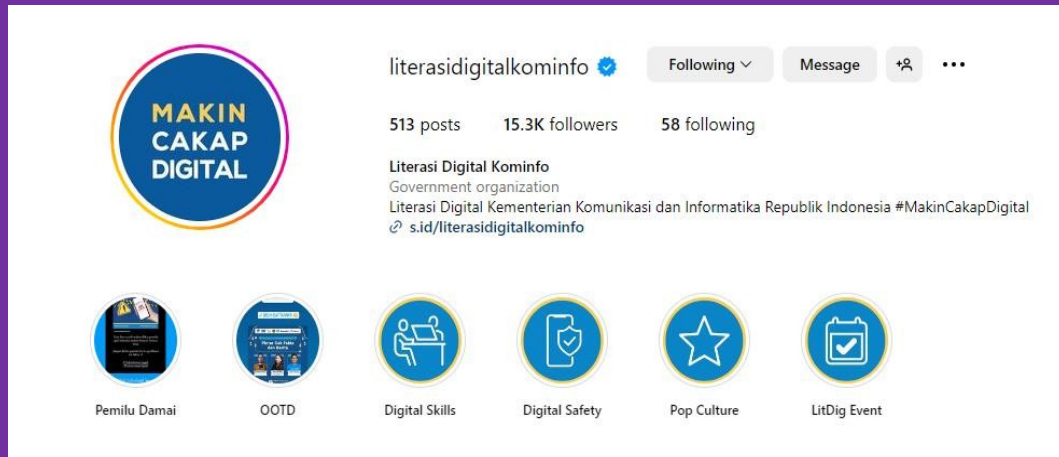 MAKIN
CAKAP
DIGITAL
literasidigitalkominfo
Following
Message
513 posts 15.3K followers 58 following
Literasi Digital Kominfo
Government organization
Literasi Digital Kementerian Komunikasi dan Informatika Republik Indonesia #MakinCakapDigital
s.id/literasidigitalkominfo
Pemilu Damai
OOTD
Digital Skills
Digital Safety
Pop Culture
LitDig Event